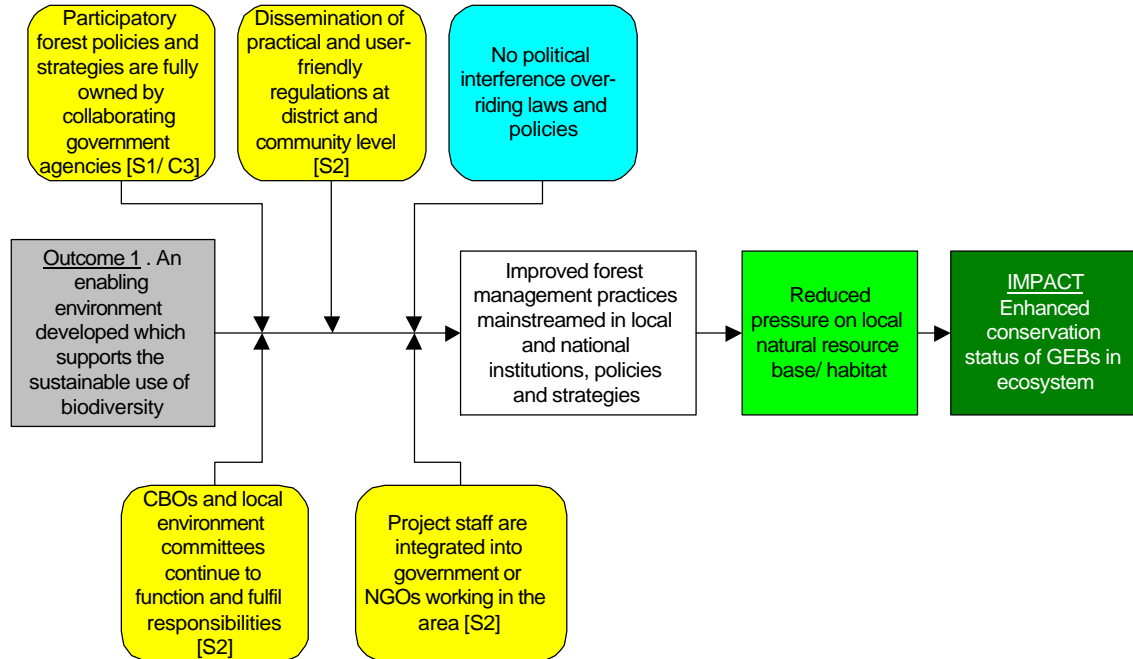 Participatory
forest policies and
strategies are fully
owned by
collaborating
government
agencies [S1/ C3]
Dissemination of
practical and user-
friendly
regulations at
district and
community level
[S2]
No political
interference over-
riding laws and
policies
Outcome 1 . An
enabling
environment
developed which
supports the
sustainable use of
biodiversity
Improved forest
management practices
mainstreamed in local
and national
institutions, policies
and strategies
Reduced
pressure on local
natural resource
base/ habitat
IMPACT
Enhanced
conservation
status of GEBs in
ecosystem
CBOs and local
environment
committees
continue to
function and fulfil
responsibilities
[S2]
Project staff are
integrated into
government or
NGOs working in the
area [S2]